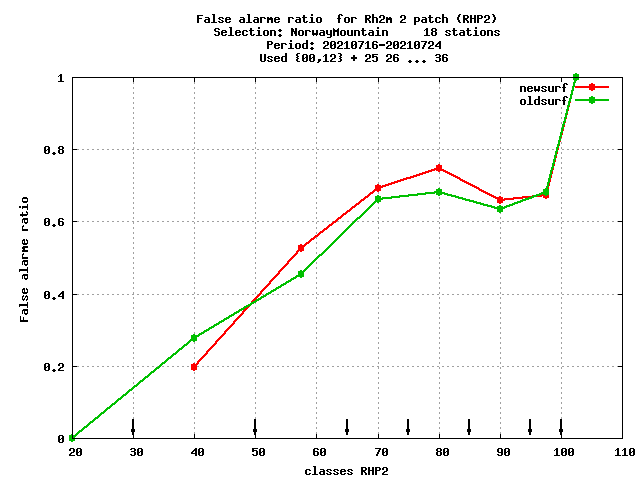 False alarme ratio  for Rh2m 2 patch (RHP2)
Selection: NorwayMountain     18 stations
Period: 20210716-20210724
Used {00,12} + 25 26 ... 36
1
newsurf
oldsurf
0.8
0.6
0.4
0.2
0
False alarme ratio
20 30 40 50 60 70 80 90 100 110
classes RHP2